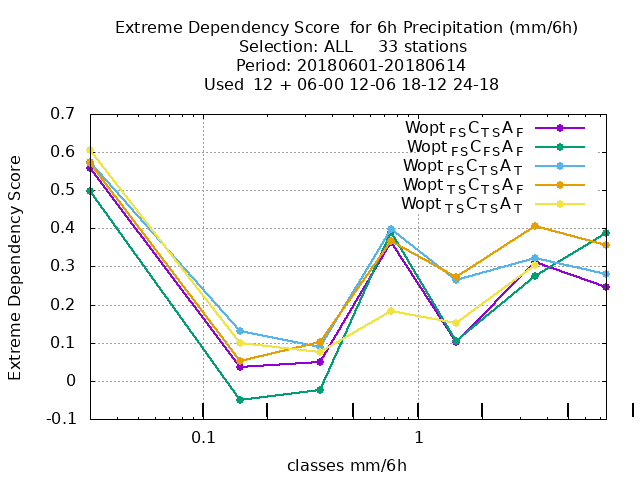 Extreme Dependency Score  for 6h Precipitation (mm/6h)
Selection: ALL     33 stations
Period: 20180601-20180614
Used  12 + 06-00 12-06 18-12 24-18
Extreme Dependency Score
0.7
0.6
0.5
0.4
0.3
0.2
0.1
0
-0.1
Wopt FS C TS A F
Wopt FS C FS A F
Wopt FS C TS A T
Wopt TS C TS A F
Wopt TS C TS A T
0.1 1
classes mm/6h